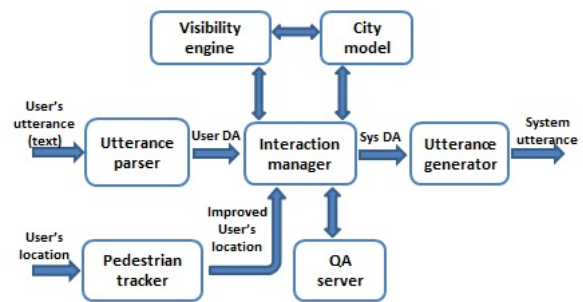 Visibility
engine
City
model
User's
utterance
(text)
Utterance
parser
User DA
Interaction
manager
Sys DA
Utterance
generator
System
utterance
User's
location
Pedestrian
tracker
Improved
User's
location
QA
server